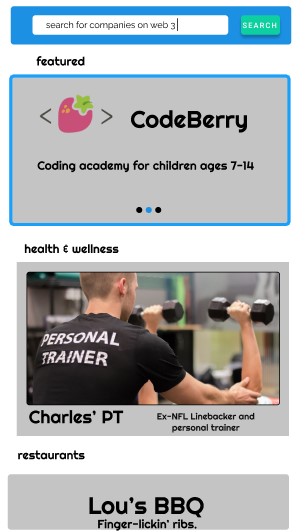 search for companies on web 3
SEARCH
featured
< >
CodeBerry
Coding academy for children ages 7-14
health & wellness
PERSONAL
TRAINER
Charles' PT
Ex-NFL Linebacker and
personal trainer
restaurants
Lou's BBQ
Finger-lickin' ribs.